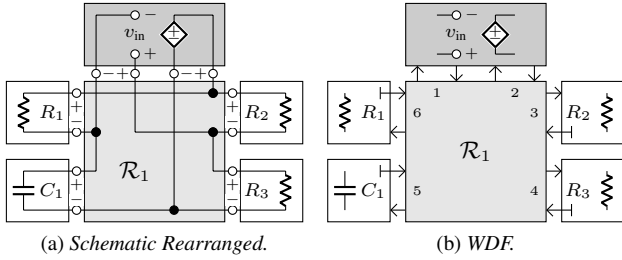 − v_in ±
+
− + − +
R_1 + − + − R_2
C_1 + − ℛ_1 + − R_3
(a) Schematic Rearranged.
− v_in ±
+
1 2
R_1 6 3 R_2
ℛ_1
C_1 5 4 R_3
(b) WDF.